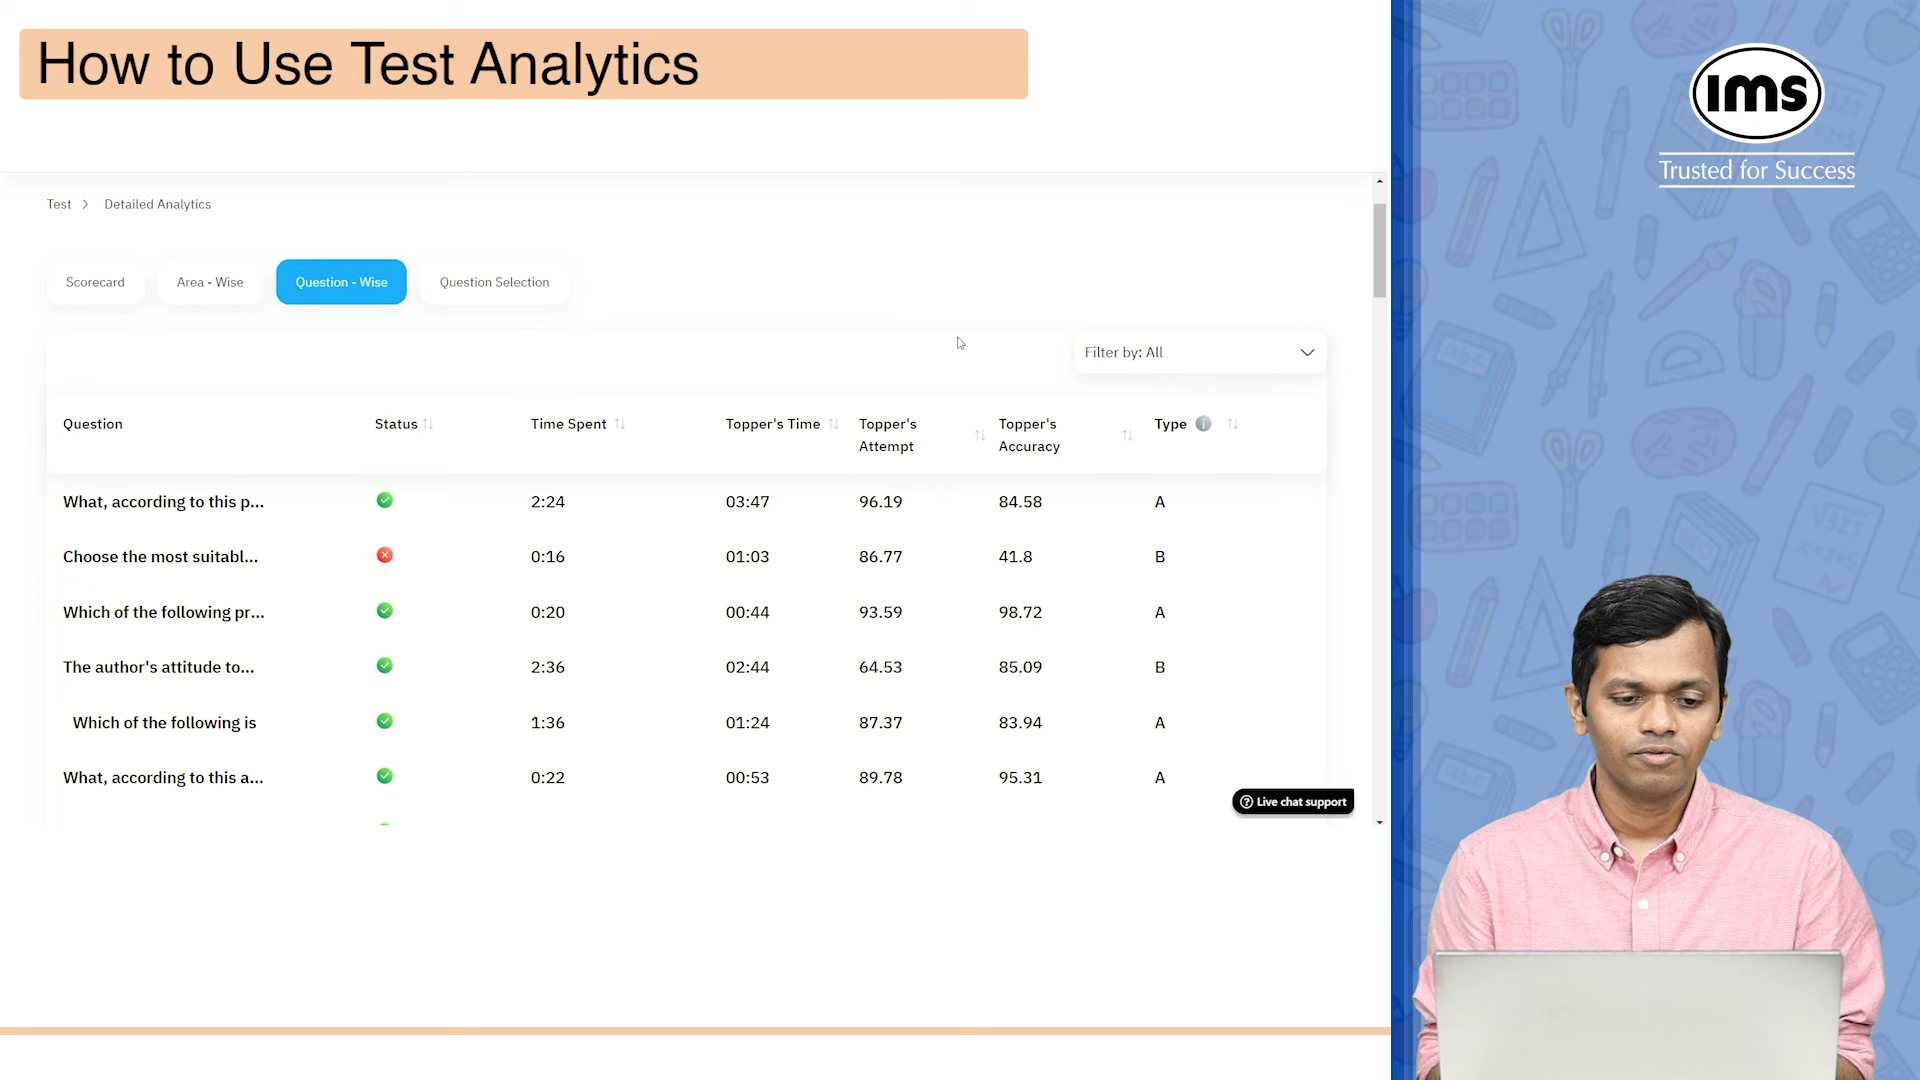 How to Use Test Analytics
ims
Trusted for Success
Test > Detailed Analytics
Scorecard Area - Wise Question - Wise Question Selection
Filter by: All
Question Status Time Spent Topper's Time Topper's Attempt Topper's Accuracy Type
What, according to this p... 2:24 03:47 96.19 84.58 A
Choose the most suitabl... 0:16 01:03 86.77 41.8 B
Which of the following pr... 0:20 00:44 93.59 98.72 A
The author's attitude to... 2:36 02:44 64.53 85.09 B
Which of the following is 1:36 01:24 87.37 83.94 A
What, according to this a... 0:22 00:53 89.78 95.31 A
Live chat support